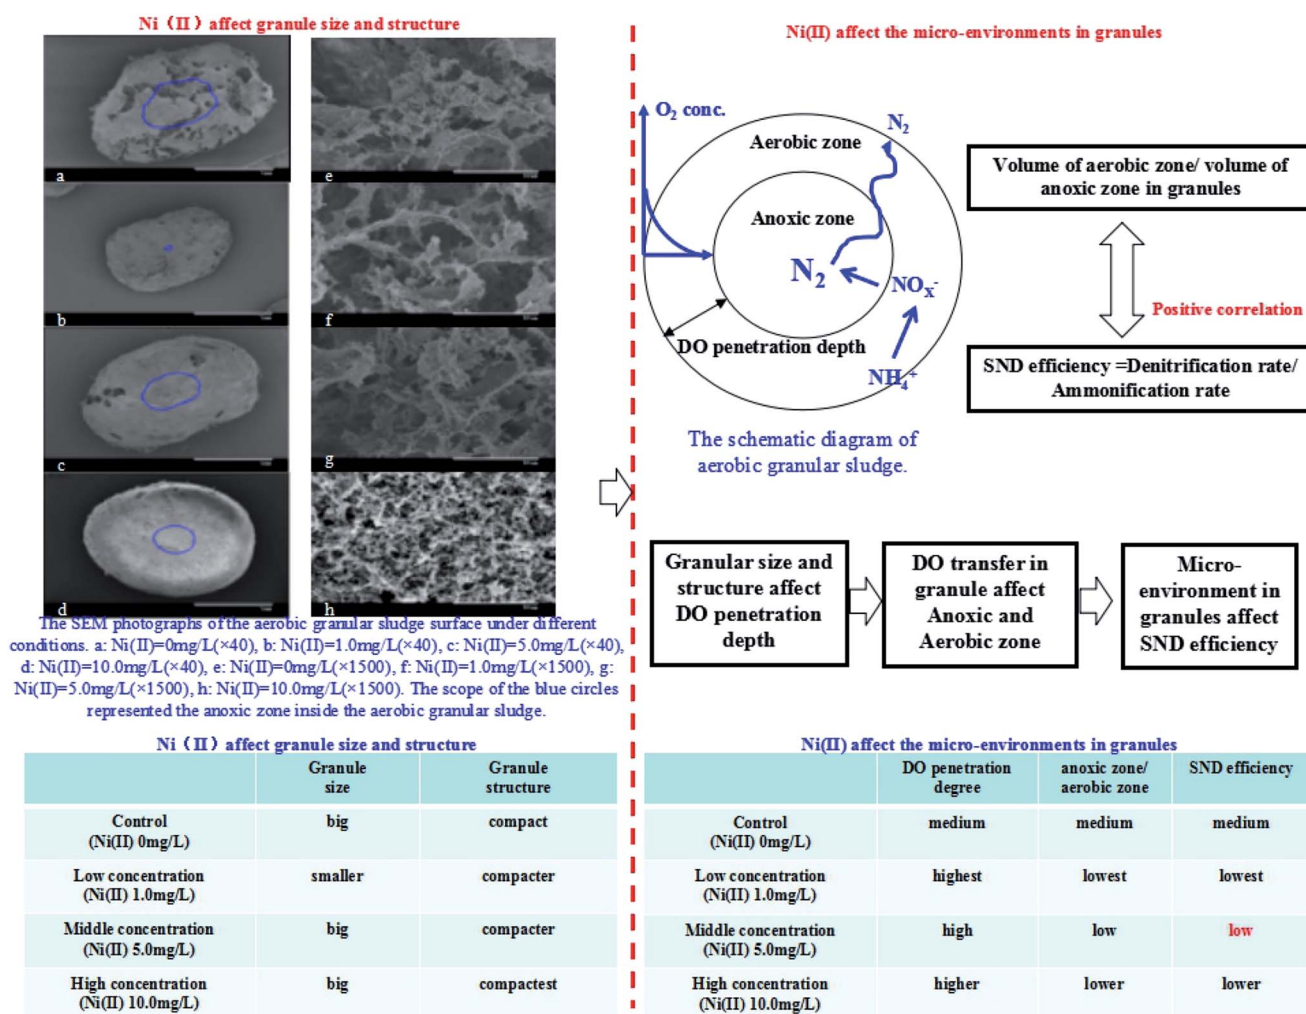 Ni（II）affect granule size and structure
a
e
b
f
c
g
d
h
The SEM photographs of the aerobic granular sludge surface under different
conditions. a: Ni(II)=0mg/L(×40), b: Ni(II)=1.0mg/L(×40), c: Ni(II)=5.0mg/L(×40),
d: Ni(II)=10.0mg/L(×40), e: Ni(II)=0mg/L(×1500), f: Ni(II)=1.0mg/L(×1500), g:
Ni(II)=5.0mg/L(×1500), h: Ni(II)=10.0mg/L(×1500). The scope of the blue circles
represented the anoxic zone inside the aerobic granular sludge.
Ni(II) affect the micro-environments in granules
O₂ conc.
N₂
Aerobic zone
Anoxic zone
N₂
NOₓ⁻
DO penetration depth
NH₄⁺
The schematic diagram of
aerobic granular sludge.
Volume of aerobic zone/ volume of
anoxic zone in granules
Positive correlation
SND efficiency =Denitrification rate/
Ammonification rate
Granular size and
structure affect
DO penetration
depth
DO transfer in
granule affect
Anoxic and
Aerobic zone
Micro-
environment in
granules affect
SND efficiency
Ni（II）affect granule size and structure
Granule size Granule structure
Control (Ni(II) 0mg/L) big compact
Low concentration (Ni(II) 1.0mg/L) smaller compacter
Middle concentration (Ni(II) 5.0mg/L) big compacter
High concentration (Ni(II) 10.0mg/L) big compactest
Ni(II) affect the micro-environments in granules
DO penetration degree anoxic zone/ aerobic zone SND efficiency
Control (Ni(II) 0mg/L) medium medium medium
Low concentration (Ni(II) 1.0mg/L) highest lowest lowest
Middle concentration (Ni(II) 5.0mg/L) high low low
High concentration (Ni(II) 10.0mg/L) higher lower lower